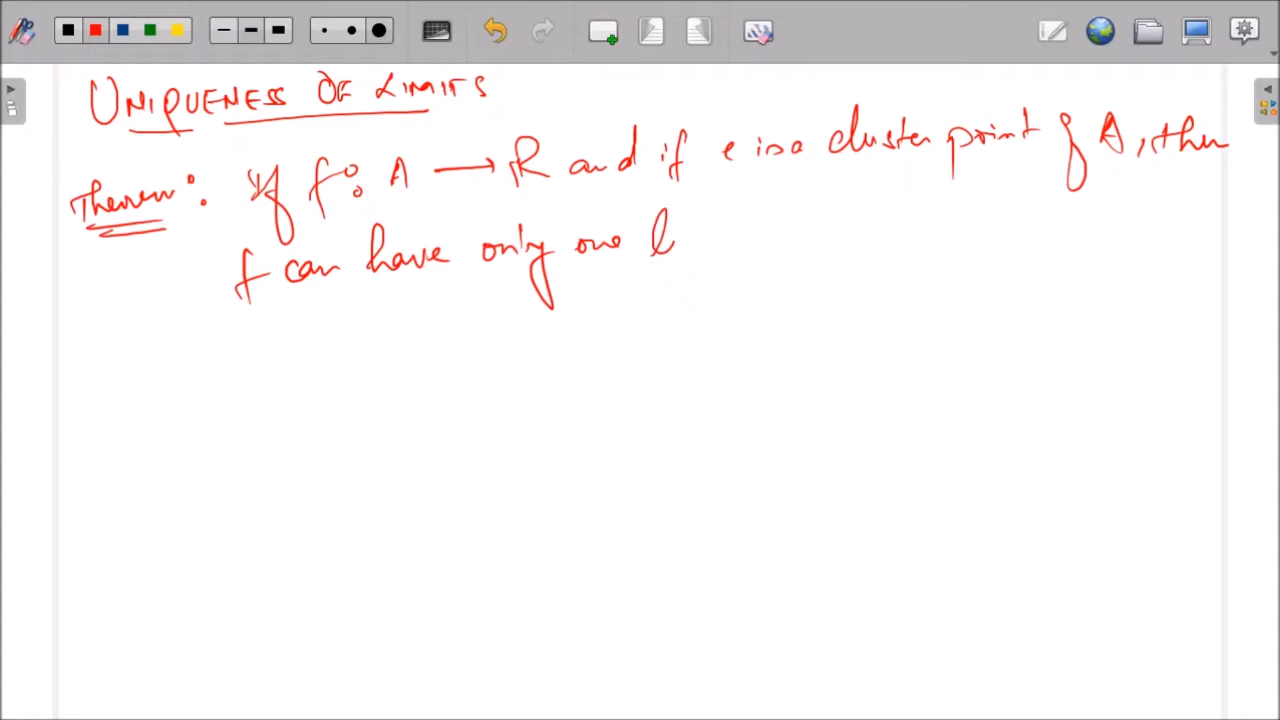 UNIQUENESS OF LIMITS
Theorem: If f: A → R and if c is a cluster point of A, then
f can have only one l